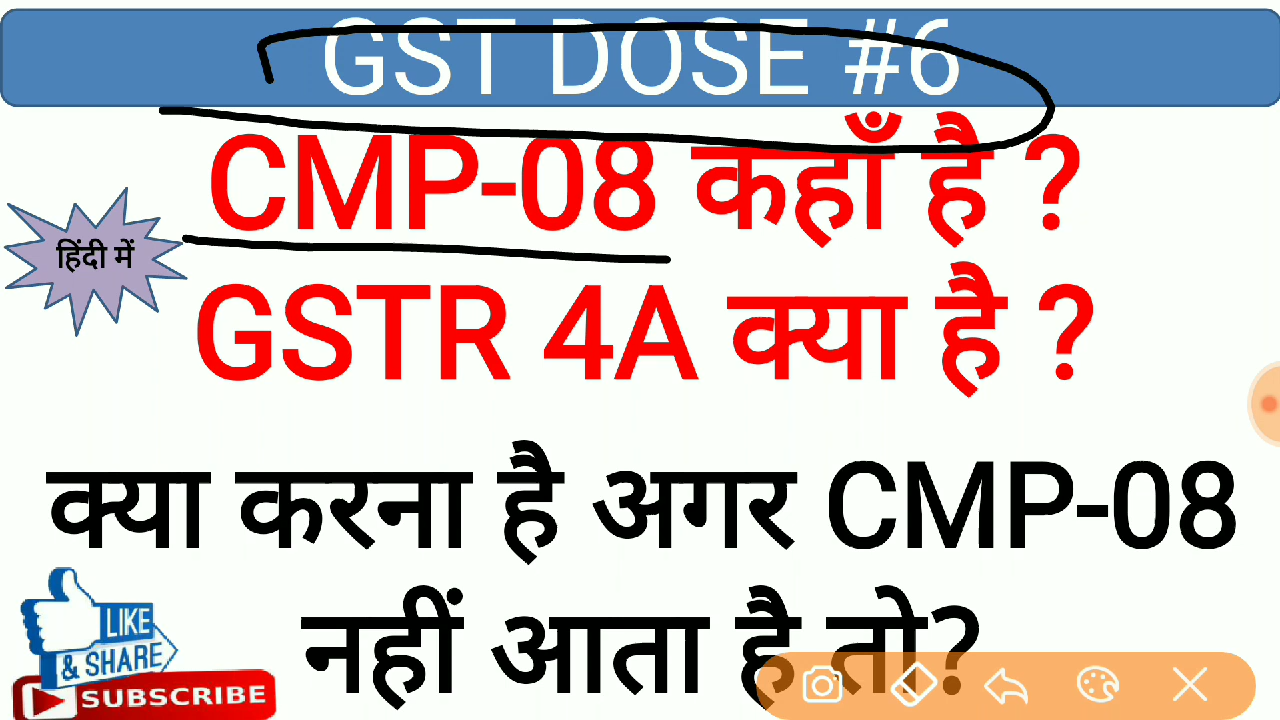 GST DOSE #6
CMP-08 कहाँ है ?
हिंदी में
GSTR 4A क्या है ?
क्या करना है अगर CMP-08
नहीं आता है तो?
LIKE
& SHARE
SUBSCRIBE